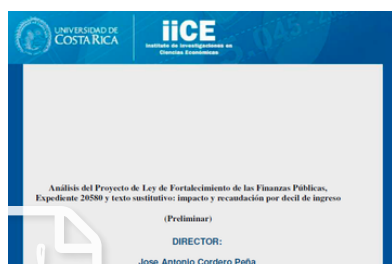 UNIVERSIDAD DE
COSTA RICA
iiCE
Instituto de Investigaciones en
Ciencias Económicas
Análisis del Proyecto de Ley de Fortalecimiento de las Finanzas Públicas,
Expediente 20580 y texto sustitutivo: impacto y recaudación por decil de ingreso
(Preliminar)
DIRECTOR:
Jose Antonio Cordero Peña